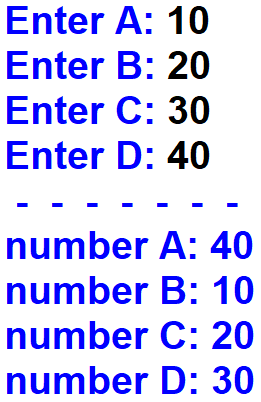 Enter A: 10
Enter B: 20
Enter C: 30
Enter D: 40
- - - - - - -
number A: 40
number B: 10
number C: 20
number D: 30